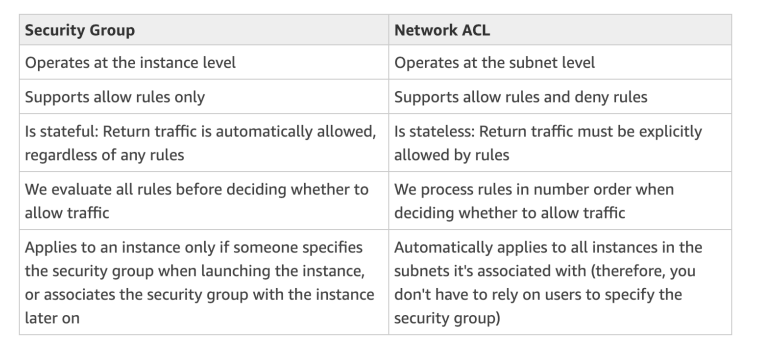 Security Group
Network ACL
Operates at the instance level
Operates at the subnet level
Supports allow rules only
Supports allow rules and deny rules
Is stateful: Return traffic is automatically allowed,
regardless of any rules
Is stateless: Return traffic must be explicitly
allowed by rules
We evaluate all rules before deciding whether to
allow traffic
We process rules in number order when
deciding whether to allow traffic
Applies to an instance only if someone specifies
the security group when launching the instance,
or associates the security group with the instance
later on
Automatically applies to all instances in the
subnets it's associated with (therefore, you
don't have to rely on users to specify the
security group)